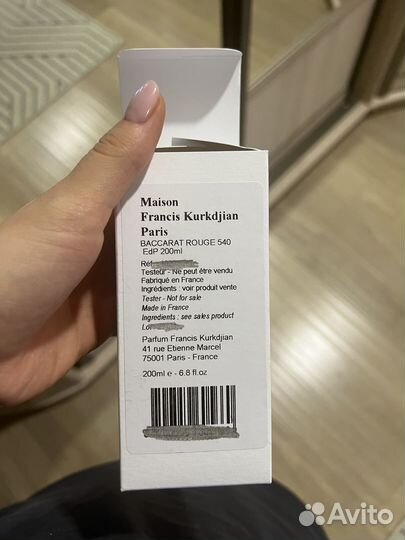 Maison
Francis Kurkdjian
Paris
BACCARAT ROUGE 540
EdP 200ml
Réf
Testeur - Ne peut être vendu
Fabriqué en France
Ingrédients : voir produit vente
Tester - Not for sale
Made in France
Ingredients : see sales product
Lo
Parfum Francis Kurkdjian
41 rue Etienne Marcel
75001 Paris - France
200ml e - 6.8 fl.oz
Avito